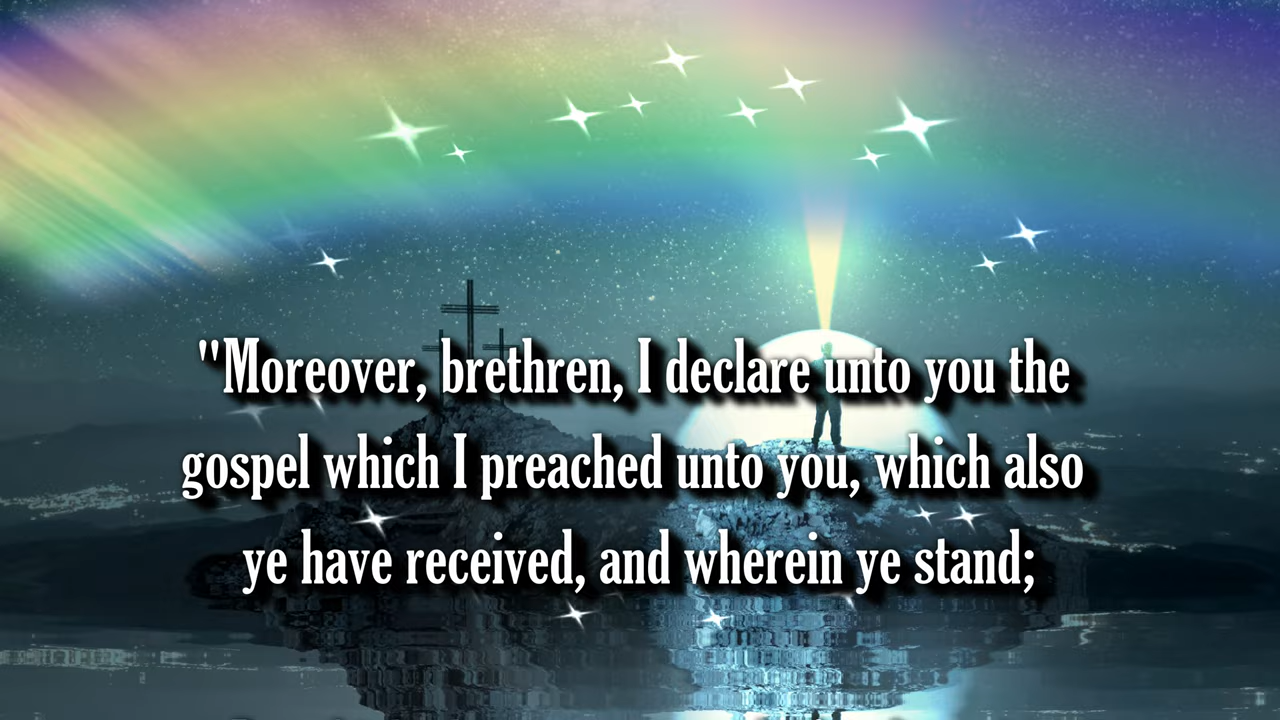 "Moreover, brethren, I declare unto you the
gospel which I preached unto you, which also
ye have received, and wherein ye stand;